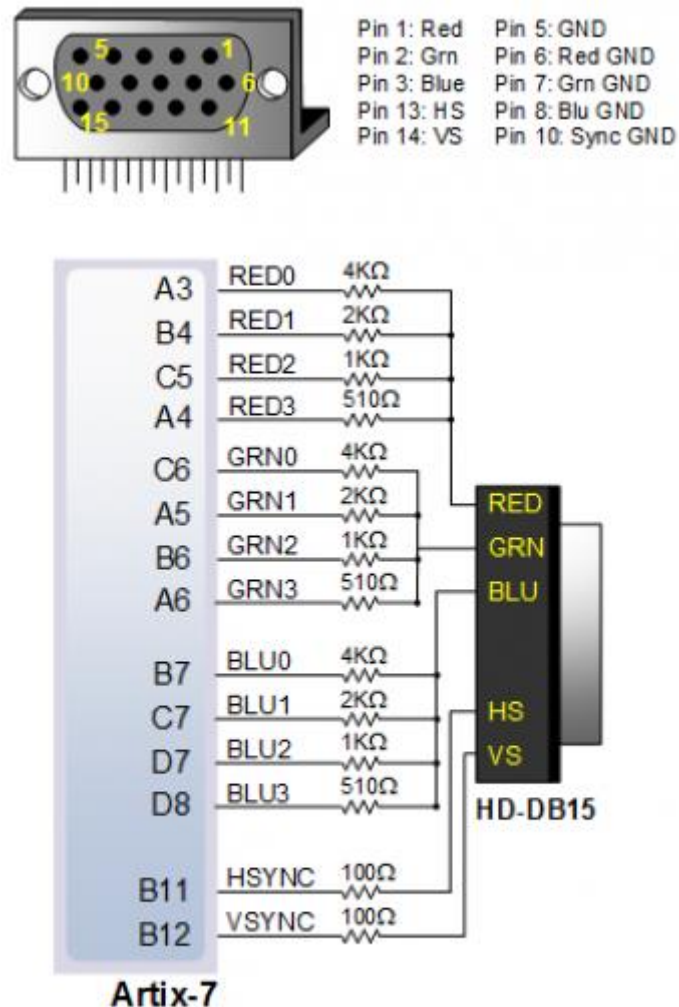 5 1
10 6
15 11
Pin 1: Red Pin 5: GND
Pin 2: Grn Pin 6: Red GND
Pin 3: Blue Pin 7: Grn GND
Pin 13: HS Pin 8: Blu GND
Pin 14: VS Pin 10: Sync GND
A3 RED0 4KΩ
B4 RED1 2KΩ
C5 RED2 1KΩ
A4 RED3 510Ω
C6 GRN0 4KΩ
A5 GRN1 2KΩ
B6 GRN2 1KΩ
A6 GRN3 510Ω
B7 BLU0 4KΩ
C7 BLU1 2KΩ
D7 BLU2 1KΩ
D8 BLU3 510Ω
B11 HSYNC 100Ω
B12 VSYNC 100Ω
Artix-7
RED
GRN
BLU
HS
VS
HD-DB15